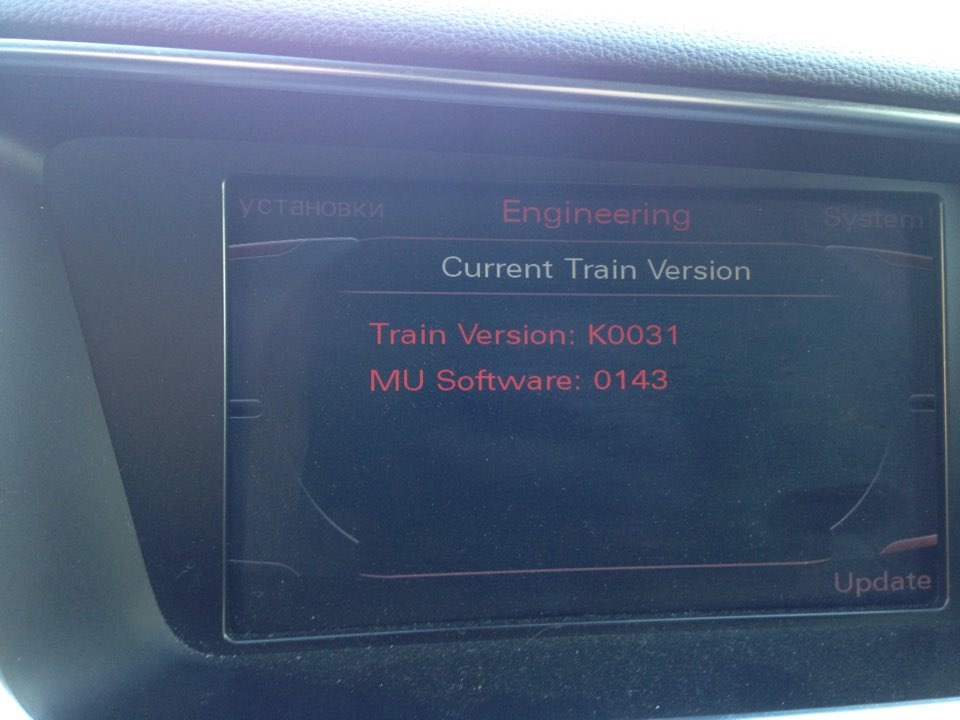 установки Engineering System
Current Train Version
Train Version: K0031
MU Software: 0143
Update